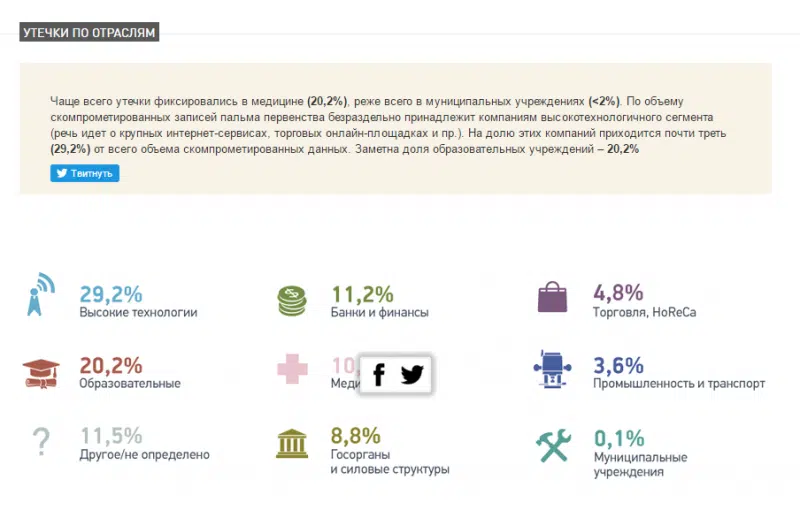 УТЕЧКИ ПО ОТРАСЛЯМ
Чаще всего утечки фиксировались в медицине (20,2%), реже всего в муниципальных учреждениях (<2%). По объему
скомпрометированных записей пальма первенства безраздельно принадлежит компаниям высокотехнологичного сегмента
(речь идет о крупных интернет-сервисах, торговых онлайн-площадках и пр.). На долю этих компаний приходится почти треть
(29,2%) от всего объема скомпрометированных данных. Заметна доля образовательных учреждений – 20,2%
Твитнуть
29,2%
Высокие технологии
11,2%
Банки и финансы
4,8%
Торговля, HoReCa
20,2%
Образовательные
3,6%
Промышленность и транспорт
11,5%
Другое/не определено
8,8%
Госорганы
и силовые структуры
0,1%
Муниципальные
учреждения